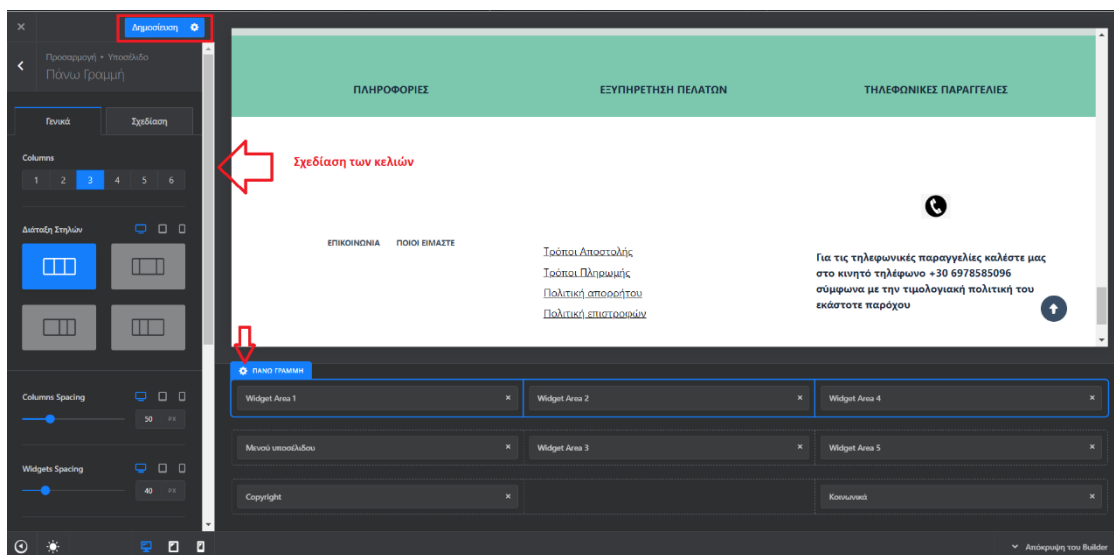 Δημοσίευση
Προσαρμογή • Υποσέλιδο
Πάνω Γραμμή
Γενικά
Σχεδίαση
Columns
1 2 3 4 5 6
Διάταξη Στηλών
Columns Spacing
50 PX
Widgets Spacing
40 PX
ΠΛΗΡΟΦΟΡΙΕΣ
ΕΞΥΠΗΡΕΤΗΣΗ ΠΕΛΑΤΩΝ
ΤΗΛΕΦΩΝΙΚΕΣ ΠΑΡΑΓΓΕΛΙΕΣ
Σχεδίαση των κελιών
ΕΠΙΚΟΙΝΩΝΙΑ ΠΟΙΟΙ ΕΙΜΑΣΤΕ
Τρόποι Αποστολής
Τρόποι Πληρωμής
Πολιτική απορρήτου
Πολιτική επιστροφών
Για τις τηλεφωνικές παραγγελίες καλέστε μας
στο κινητό τηλέφωνο +30 6978585096
σύμφωνα με την τιμολογιακή πολιτική του
εκάστοτε παρόχου
ΠΆΝΩ ΓΡΑΜΜΉ
Widget Area 1
Widget Area 2
Widget Area 4
Μενού υποσέλιδου
Widget Area 3
Widget Area 5
Copyright
Κοινωνικά
Απόκρυψη του Builder